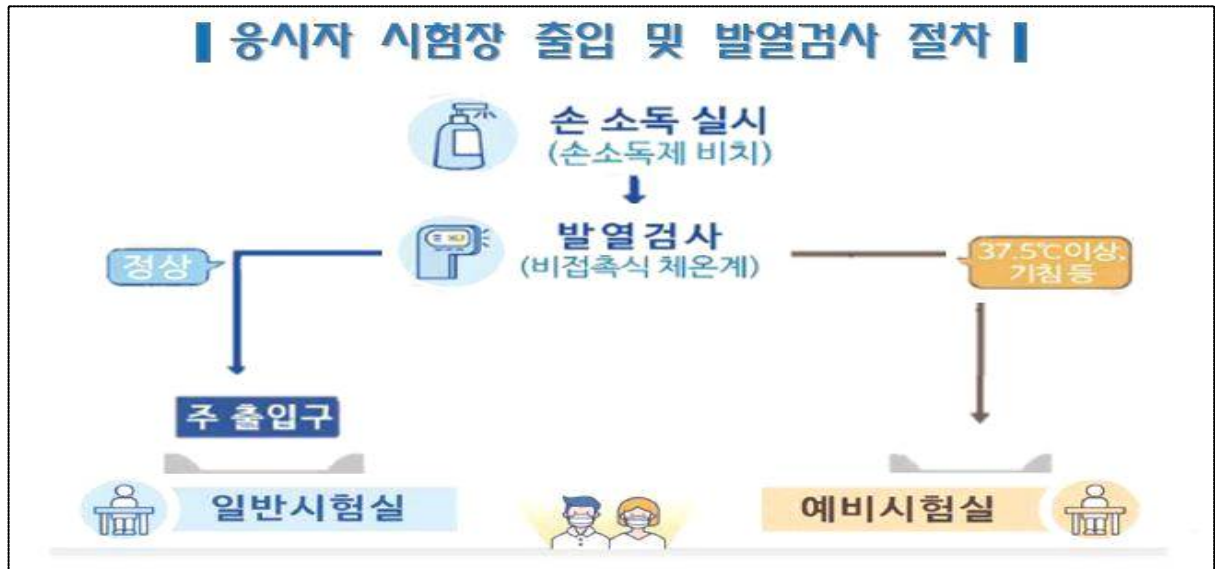 응시자 시험장 출입 및 발열검사 절차
손 소독 실시
(손소독제 비치)
발열검사
(비접촉식 체온계)
정상
37.5℃이상,
기침 등
주 출입구
일반시험실
예비시험실